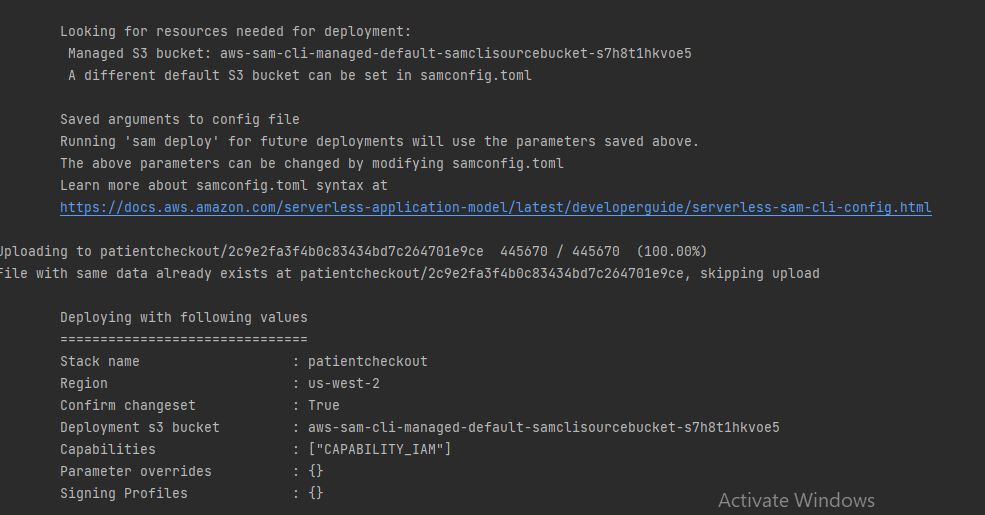 Looking for resources needed for deployment:
Managed S3 bucket: aws-sam-cli-managed-default-samclisourcebucket-s7h8t1hkvoe5
A different default S3 bucket can be set in samconfig.toml
Saved arguments to config file
Running 'sam deploy' for future deployments will use the parameters saved above.
The above parameters can be changed by modifying samconfig.toml
Learn more about samconfig.toml syntax at
https://docs.aws.amazon.com/serverless-application-model/latest/developerguide/serverless-sam-cli-config.html
Uploading to patientcheckout/2c9e2fa3f4b0c83434bd7c264701e9ce  445670 / 445670  (100.00%)
File with same data already exists at patientcheckout/2c9e2fa3f4b0c83434bd7c264701e9ce, skipping upload
Deploying with following values
===============================
Stack name : patientcheckout
Region : us-west-2
Confirm changeset : True
Deployment s3 bucket : aws-sam-cli-managed-default-samclisourcebucket-s7h8t1hkvoe5
Capabilities : ["CAPABILITY_IAM"]
Parameter overrides : {}
Signing Profiles : {}
Activate Windows